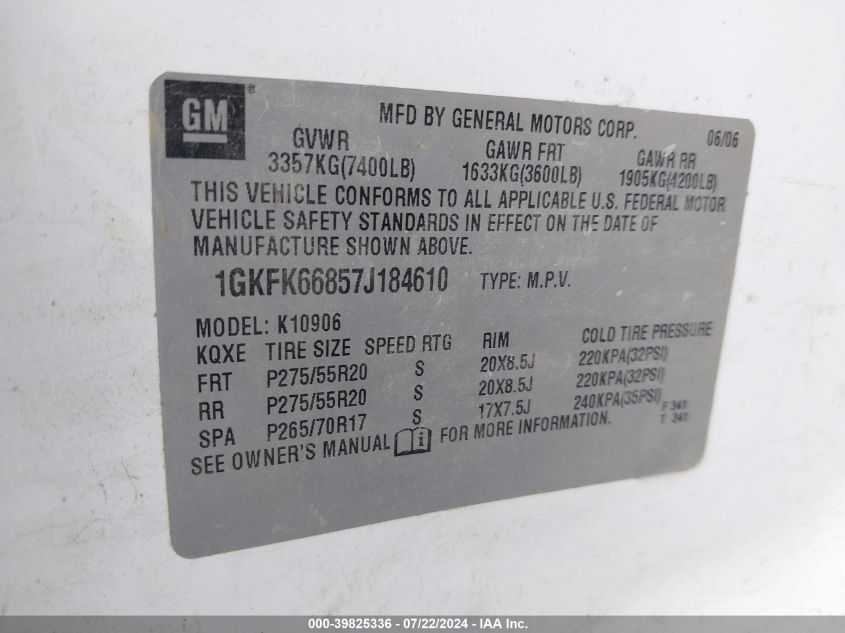 GM ®
MFD BY GENERAL MOTORS CORP. 06/06
GVWR GAWR FRT GAWR RR
3357KG(7400LB) 1633KG(3600LB) 1905KG(4200LB)
THIS VEHICLE CONFORMS TO ALL APPLICABLE U.S. FEDERAL MOTOR
VEHICLE SAFETY STANDARDS IN EFFECT ON THE DATE OF
MANUFACTURE SHOWN ABOVE.
1GKFK66857J184610 TYPE: M.P.V.
MODEL: K10906
KQXE TIRE SIZE SPEED RTG RIM COLD TIRE PRESSURE
FRT P275/55R20 S 20X8.5J 220KPA(32PSI)
RR P275/55R20 S 20X8.5J 220KPA(32PSI)
SPA P265/70R17 S 17X7.5J 240KPA(35PSI)
SEE OWNER'S MANUAL i FOR MORE INFORMATION.
F 341
T 341
000-39825336 - 07/22/2024 - COPYRIGHT IAA, Inc.